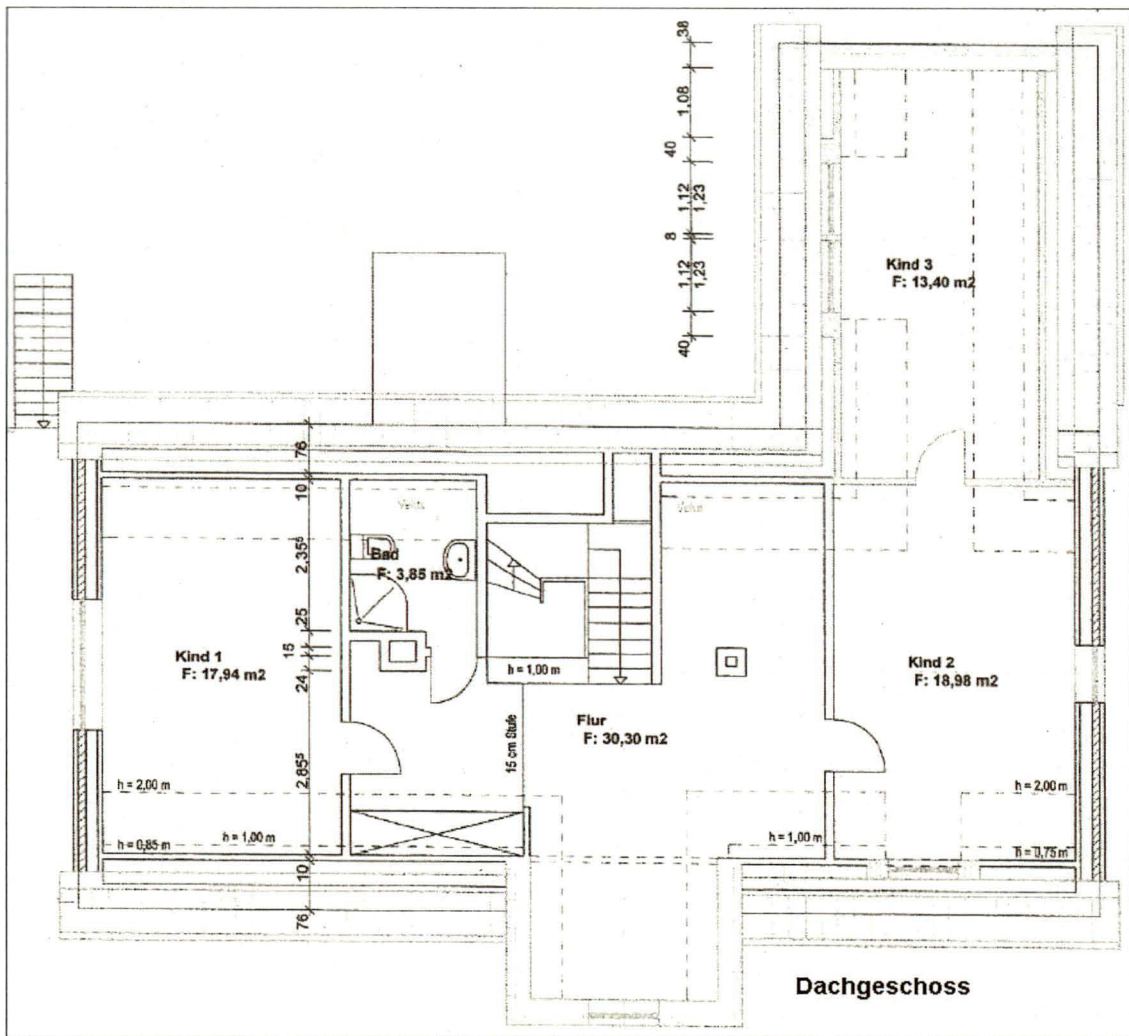 38
1,08
40
1,12
1,23
8
1,12
1,23
40
Kind 3
F: 13,40 m2
76
10
2,35⁵
25
15
24
2,85⁵
10
76
Velux
Bad
F: 3,85 m2
Velux
Kind 1
F: 17,94 m2
h = 1,00 m
Kind 2
F: 18,98 m2
Flur
F: 30,30 m2
15 cm Stufe
h = 2,00 m
h = 2,00 m
h = 0,85 m
h = 1,00 m
h = 1,00 m
h = 0,75 m
Dachgeschoss